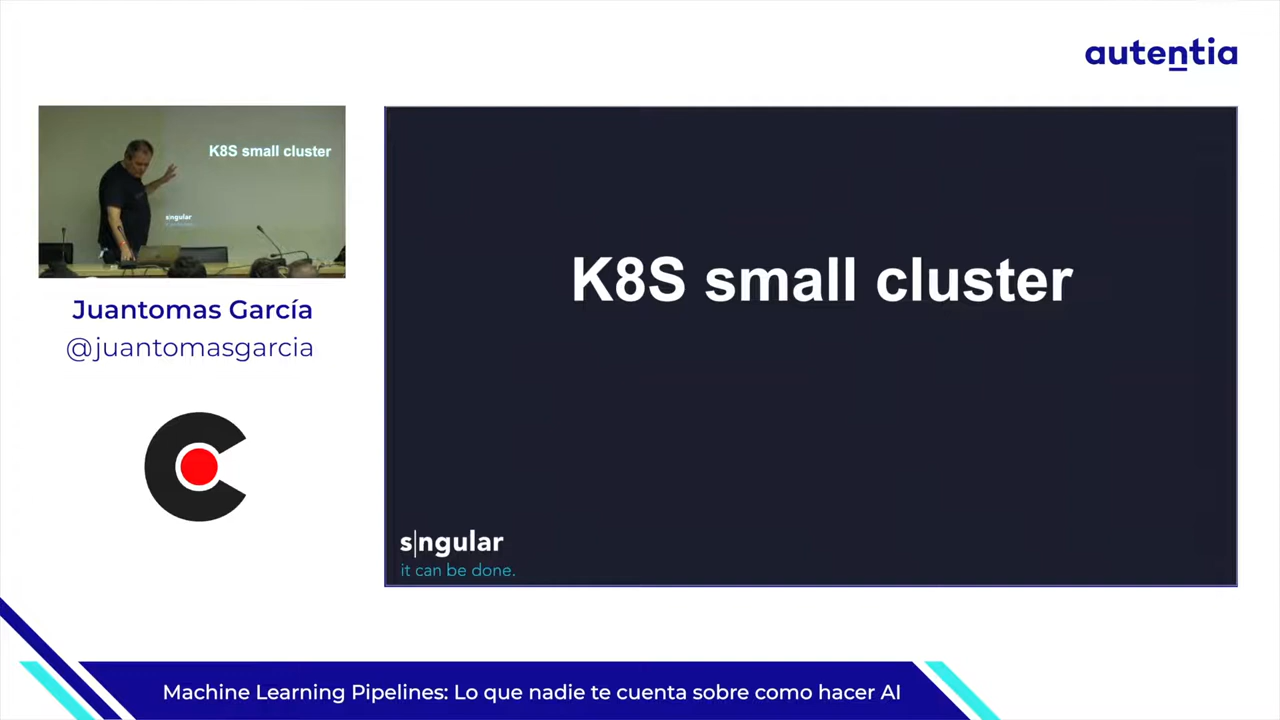 autentia
K8S small cluster
singular
Juantomas García
@juantomasgarcia
K8S small cluster
s|ngular
it can be done.
Machine Learning Pipelines: Lo que nadie te cuenta sobre como hacer AI